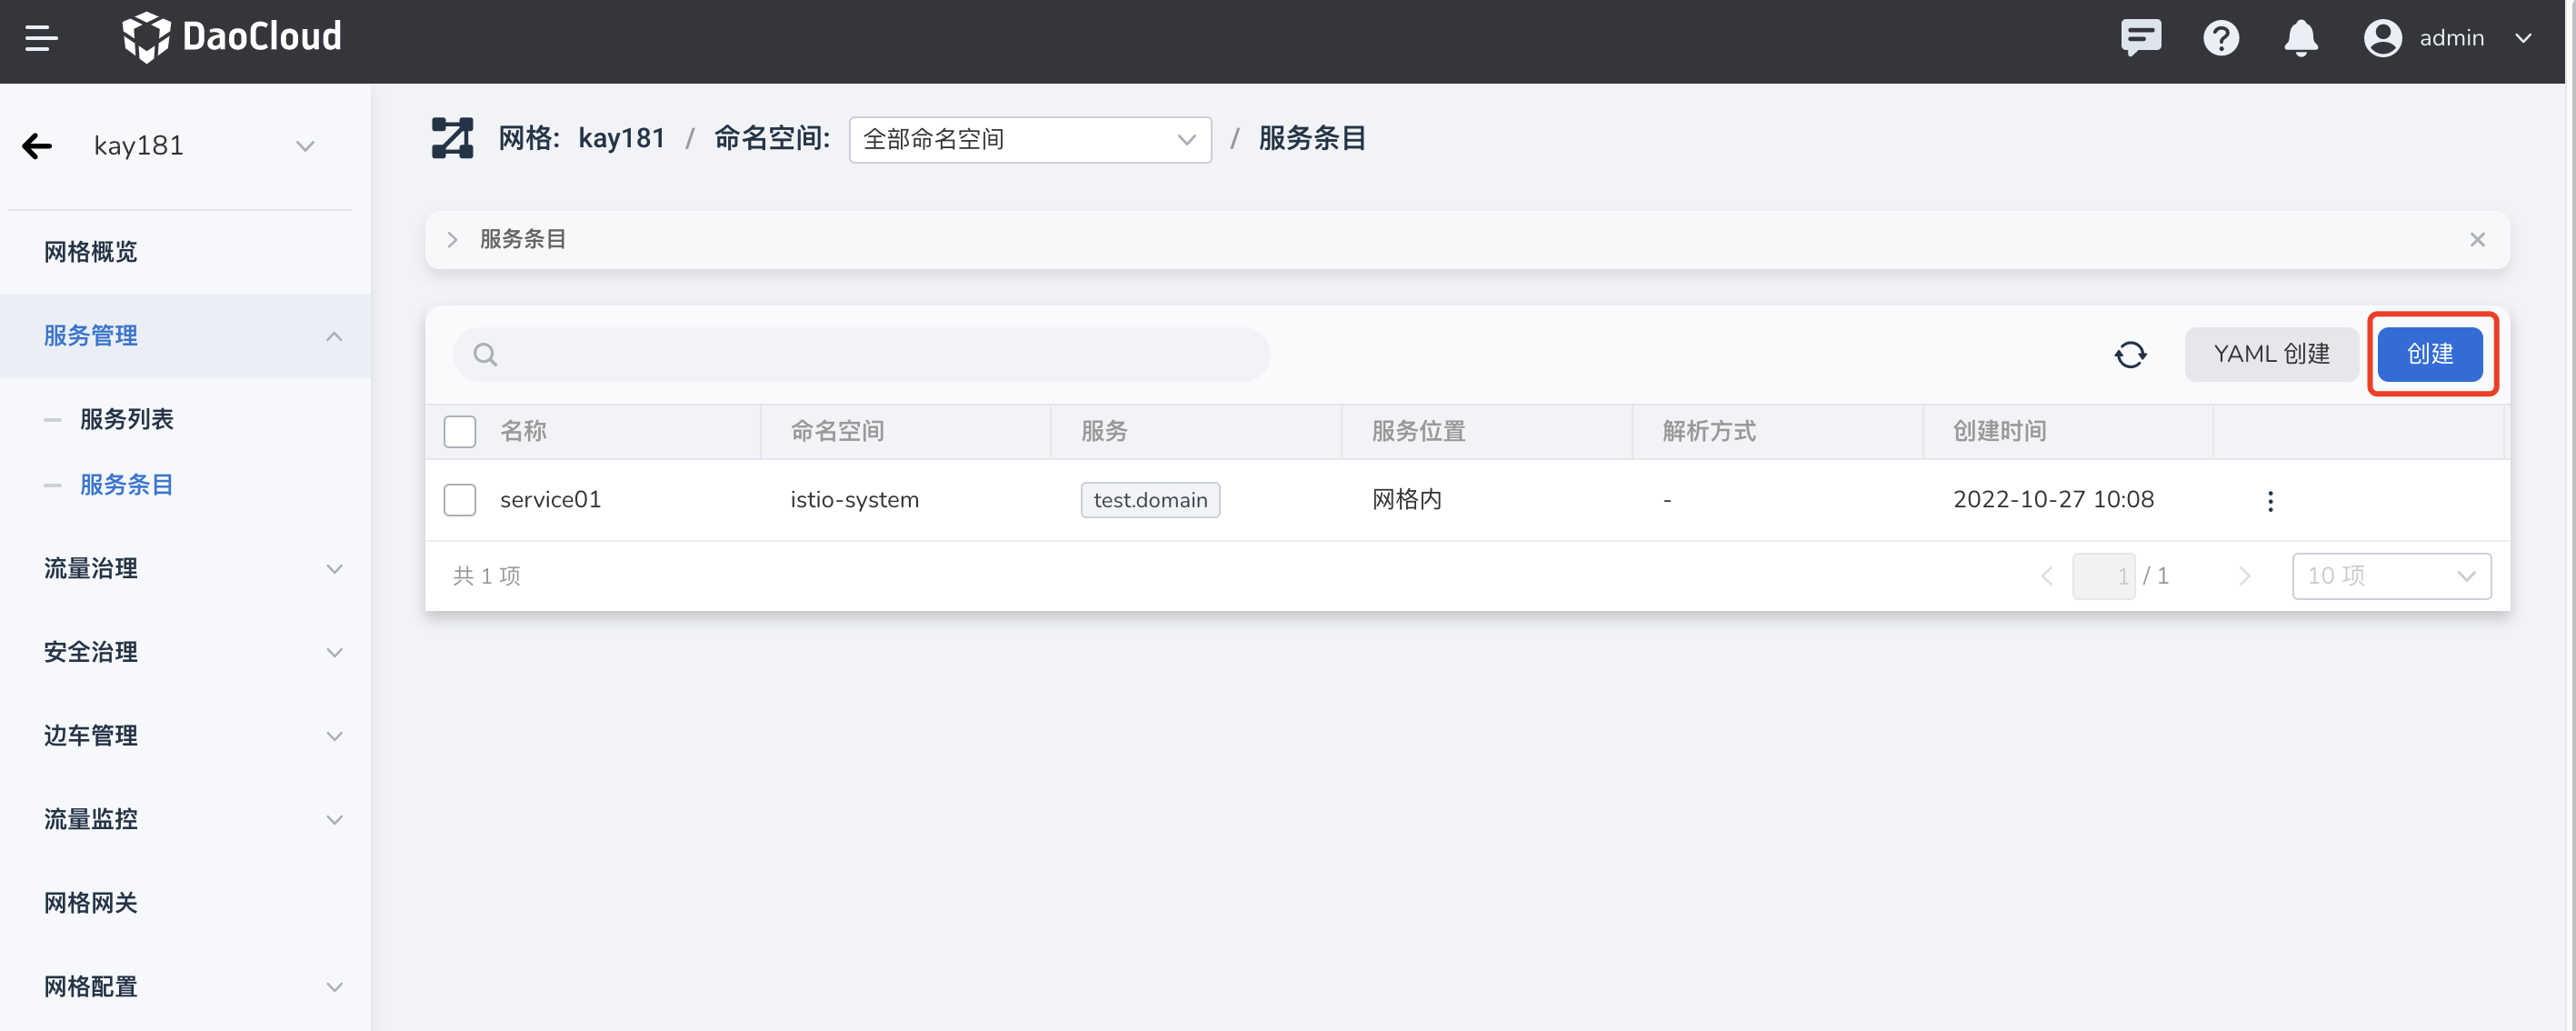 DaoCloud
admin
kay181
网格: kay181 / 命名空间: 全部命名空间 / 服务条目
网格概览
服务管理
服务列表
服务条目
流量治理
安全治理
边车管理
流量监控
网格网关
网格配置
服务条目
YAML 创建
创建
名称 命名空间 服务 服务位置 解析方式 创建时间
service01 istio-system test.domain 网格内 - 2022-10-27 10:08
共 1 项
1 / 1
10 项